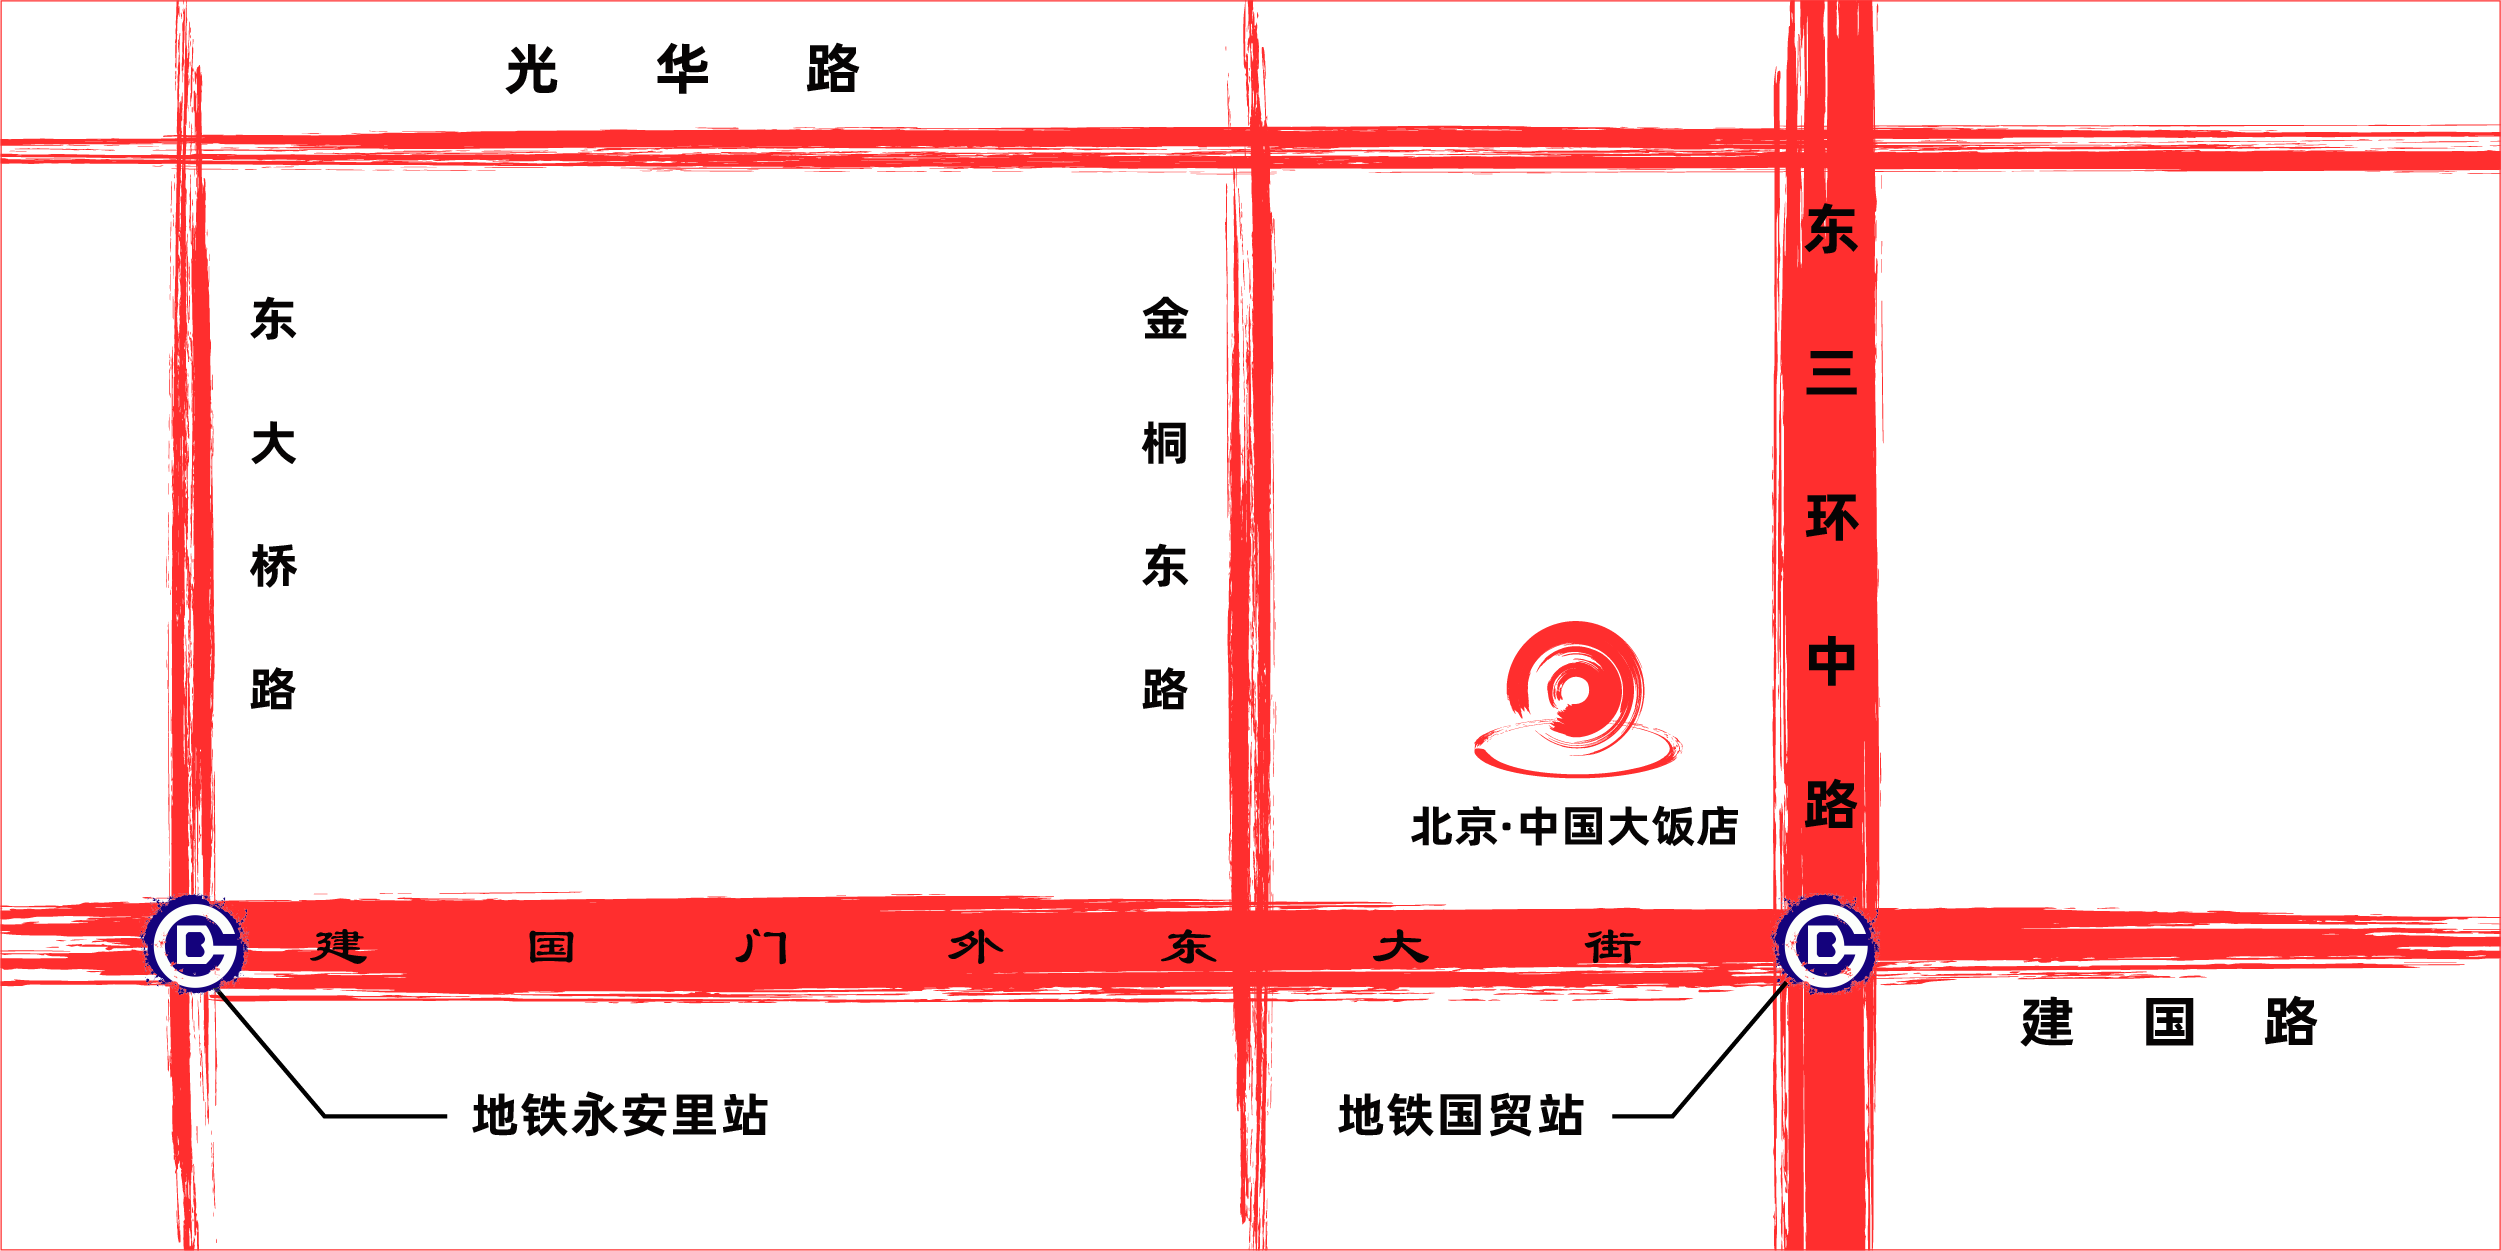 光华路
东三环中路
东大桥路
金桐东路
北京·中国大饭店
建国门外东大街
建国路
地铁永安里站
地铁国贸站